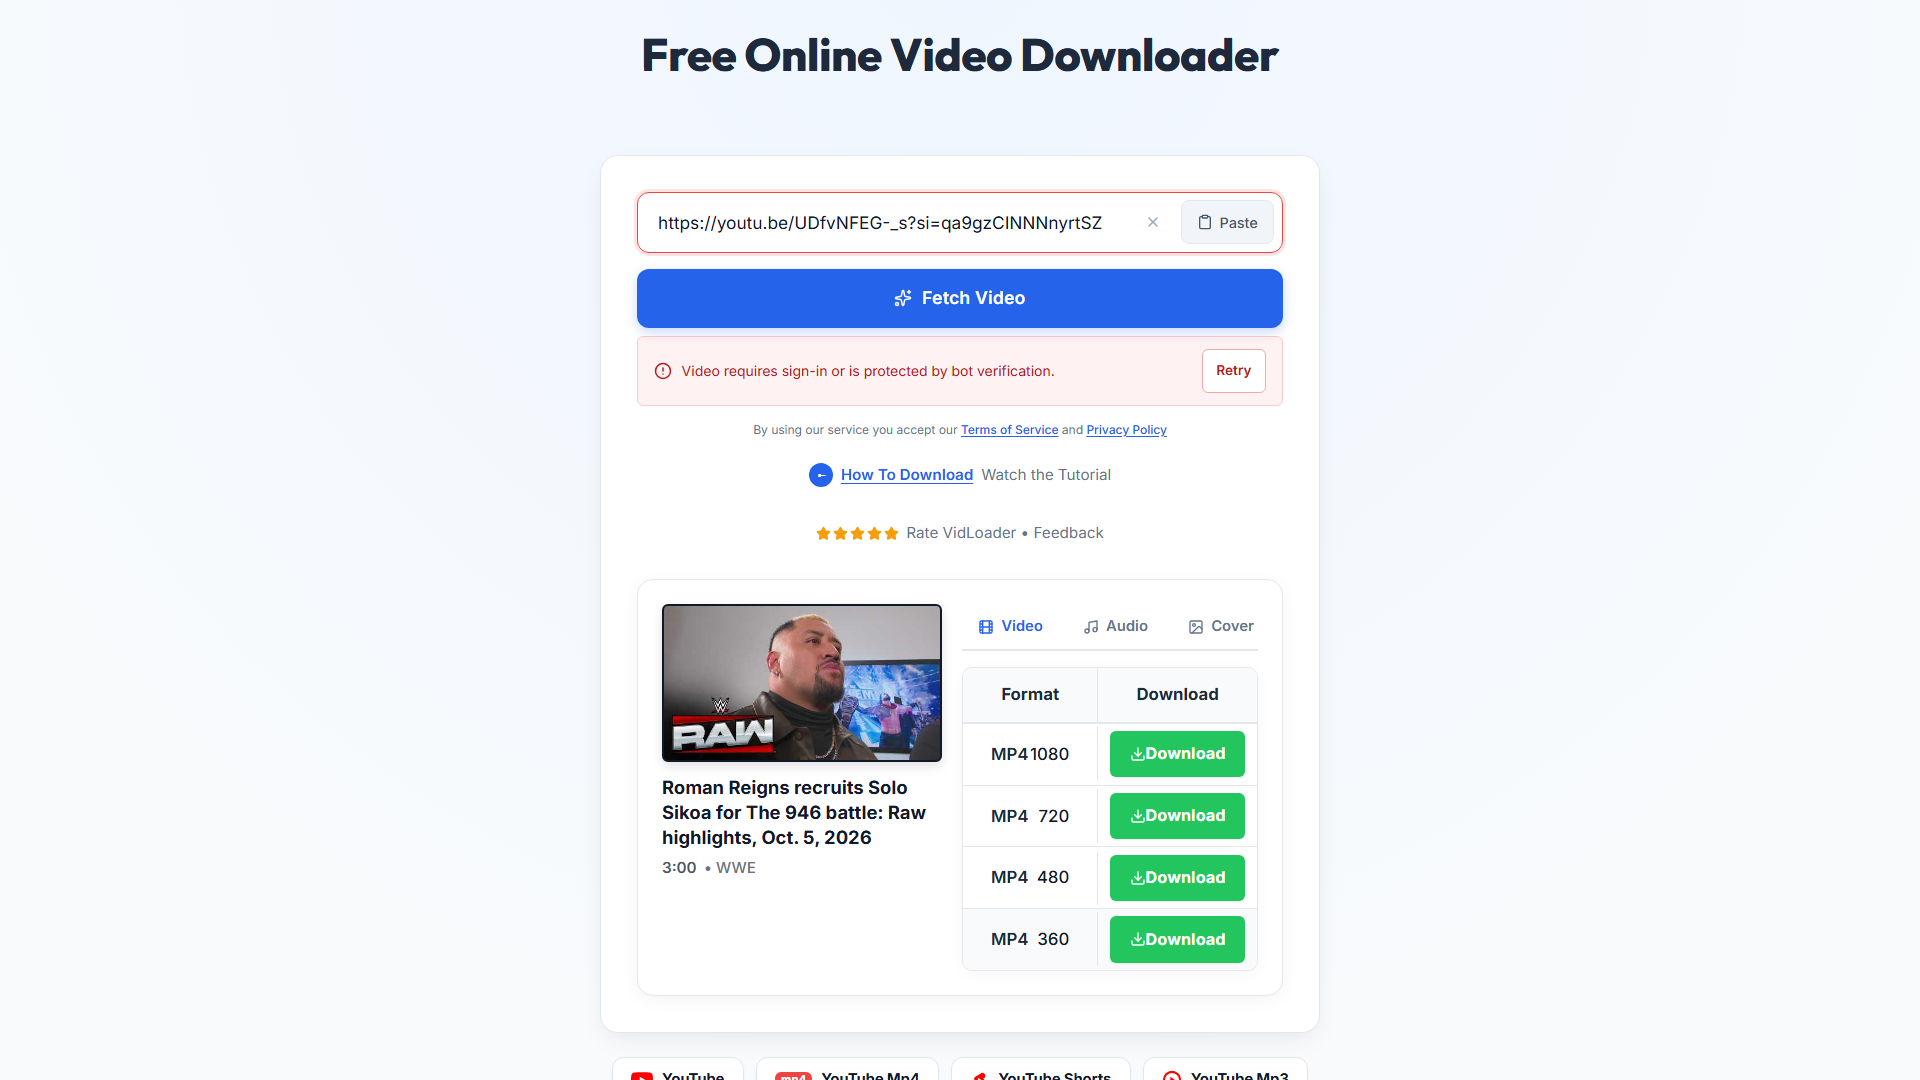 Free Online Video Downloader
https://youtu.be/UDfvNFEG-_s?si=qa9gzCINNNnyrtSZ
Paste
Fetch Video
Video requires sign-in or is protected by bot verification.
Retry
By using our service you accept our Terms of Service and Privacy Policy
How To Download Watch the Tutorial
Rate VidLoader • Feedback
RAW
Roman Reigns recruits Solo
Sikoa for The 946 battle: Raw
highlights, Oct. 5, 2026
3:00 • WWE
Video
Audio
Cover
Format
Download
MP4 1080
Download
MP4 720
Download
MP4 480
Download
MP4 360
Download
YouTube
mp4 YouTube Mp4
YouTube Shorts
YouTube Mp3